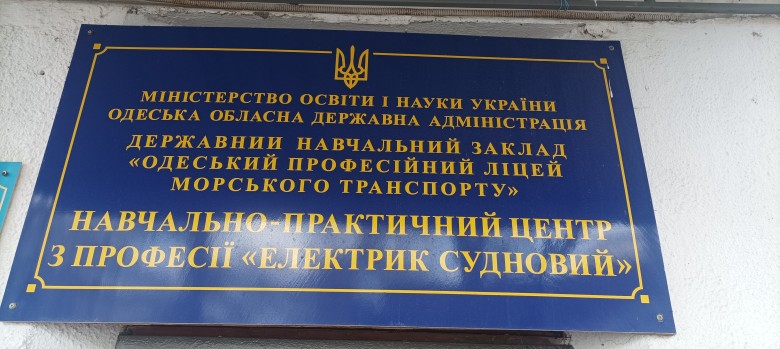 МІНІСТЕРСТВО ОСВІТИ І НАУКИ УКРАЇНИ
ОДЕСЬКА ОБЛАСНА ДЕРЖАВНА АДМІНІСТРАЦІЯ
ДЕРЖАВНИИ НАВЧАЛЬНИЙ ЗАКЛАД
«ОДЕСЬКИЙ ПРОФЕСІЙНИЙ ЛІЦЕЙ
МОРСЬКОГО ТРАНСПОРТУ»
НАВЧАЛЬНО-ПРАКТИЧНИЙ ЦЕНТР
З ПРОФЕСІЇ «ЕЛЕКТРИК СУДНОВИЙ»